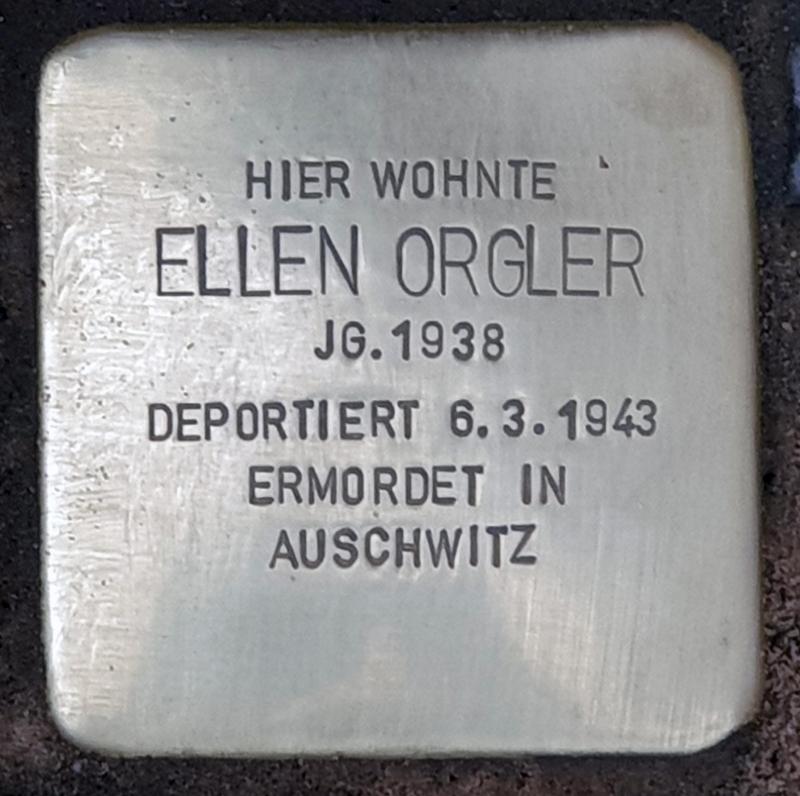 HIER WOHNTE
ELLEN ORGLER
JG.1938
DEPORTIERT 6.3.1943
ERMORDET IN
AUSCHWITZ